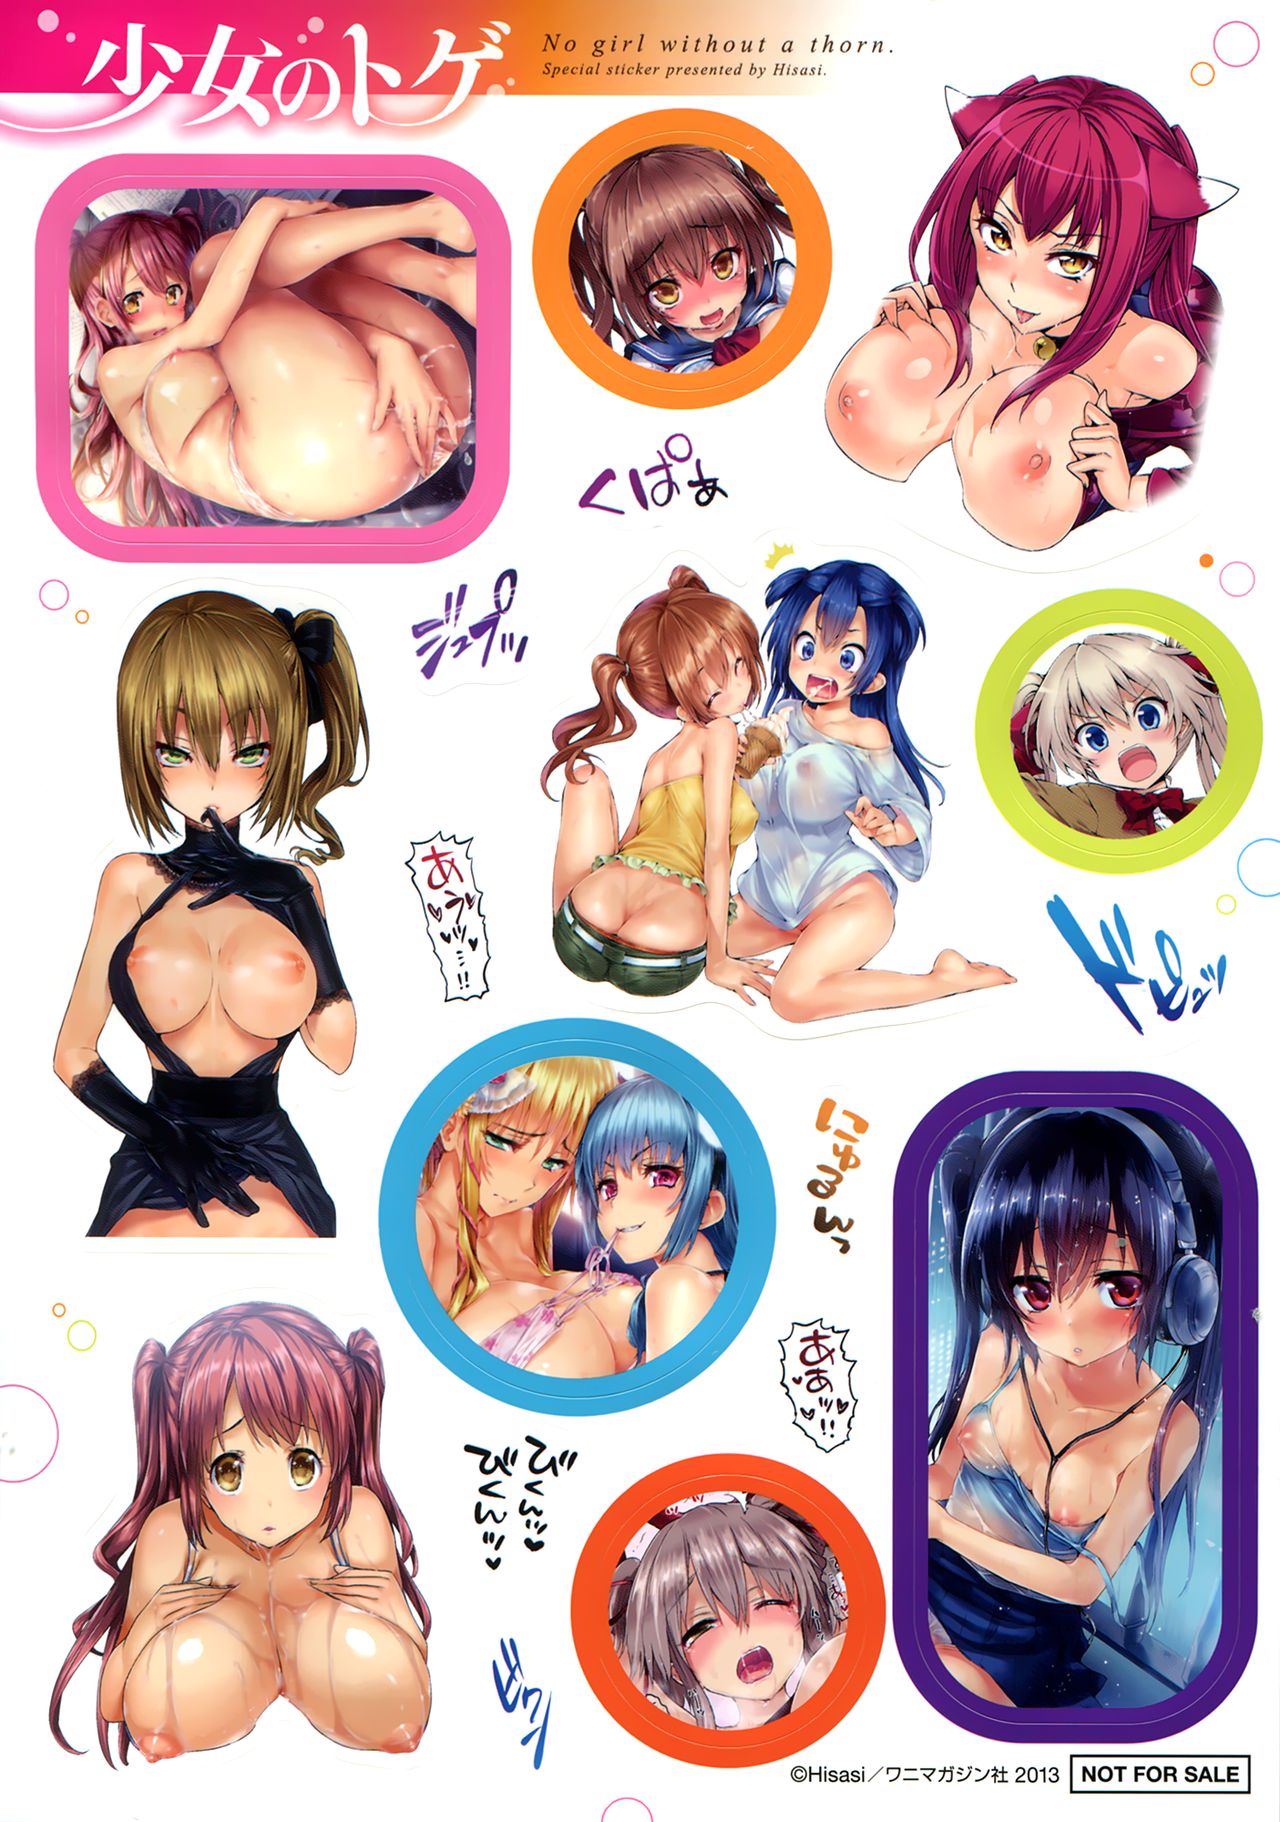 少女のトゲ
No girl without a thorn.
Special sticker presented by Hisasi.
くぱぁ
ジュプッ
あうッ…!!
ドピュッ
にゅるんっ
ああッ!!
びくんッ
びくんッ
©Hisasi／ワニマガジン社 2013
NOT FOR SALE